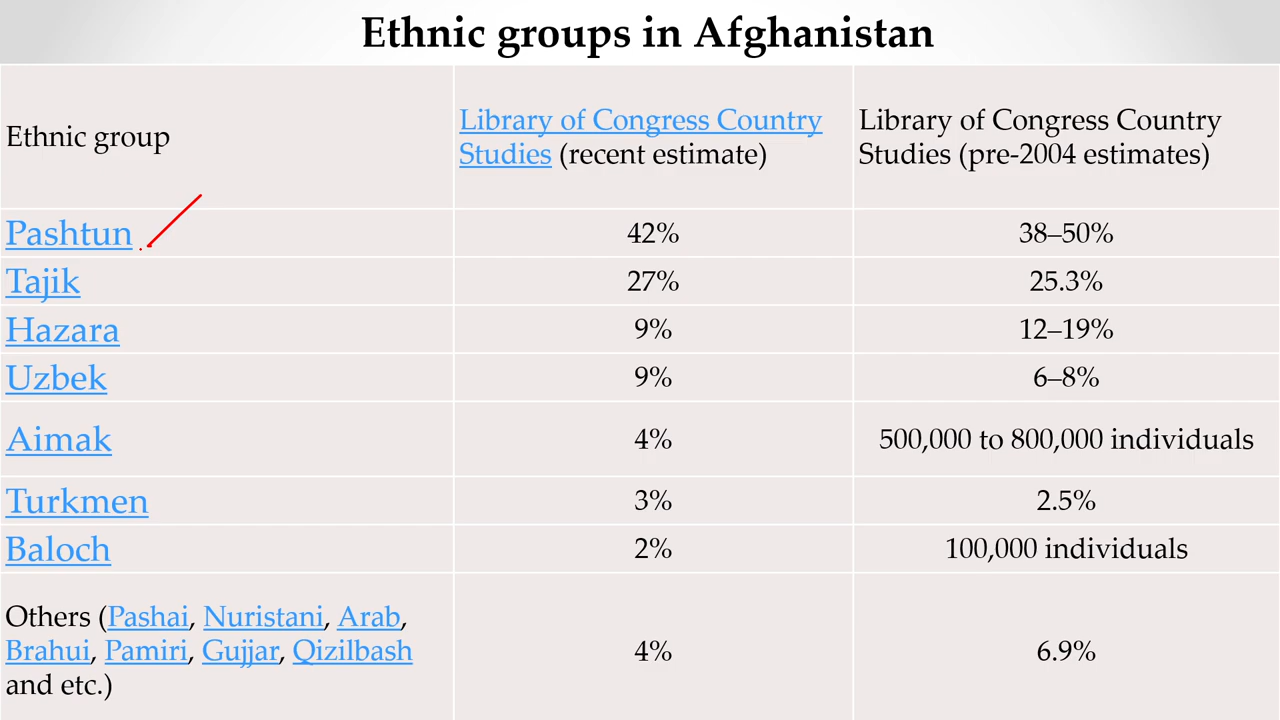 Ethnic groups in Afghanistan
Ethnic group
Library of Congress Country
Studies (recent estimate)
Library of Congress Country
Studies (pre-2004 estimates)
Pashtun 42% 38–50%
Tajik 27% 25.3%
Hazara 9% 12–19%
Uzbek 9% 6–8%
Aimak 4% 500,000 to 800,000 individuals
Turkmen 3% 2.5%
Baloch 2% 100,000 individuals
Others (Pashai, Nuristani, Arab,
Brahui, Pamiri, Gujjar, Qizilbash
and etc.)
4% 6.9%